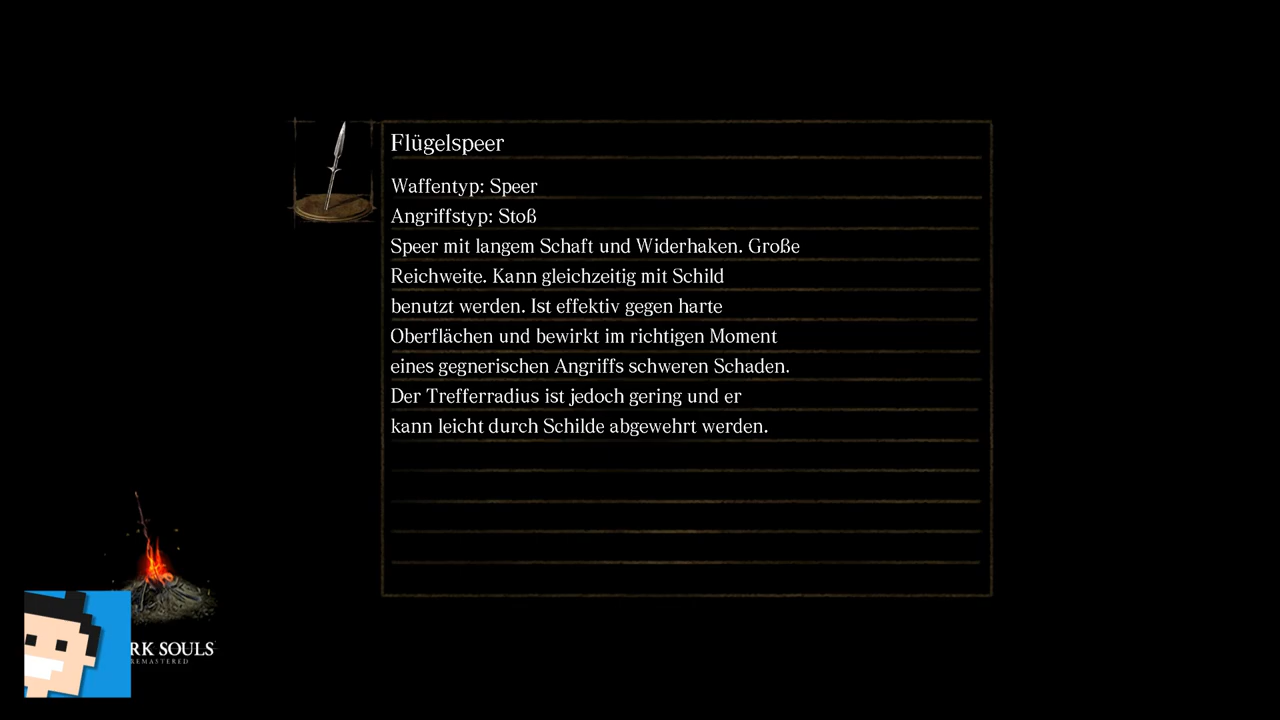 Flügelspeer
Waffentyp: Speer
Angriffstyp: Stoß
Speer mit langem Schaft und Widerhaken. Große
Reichweite. Kann gleichzeitig mit Schild
benutzt werden. Ist effektiv gegen harte
Oberflächen und bewirkt im richtigen Moment
eines gegnerischen Angriffs schweren Schaden.
Der Trefferradius ist jedoch gering und er
kann leicht durch Schilde abgewehrt werden.
RK SOULS
REMASTERED